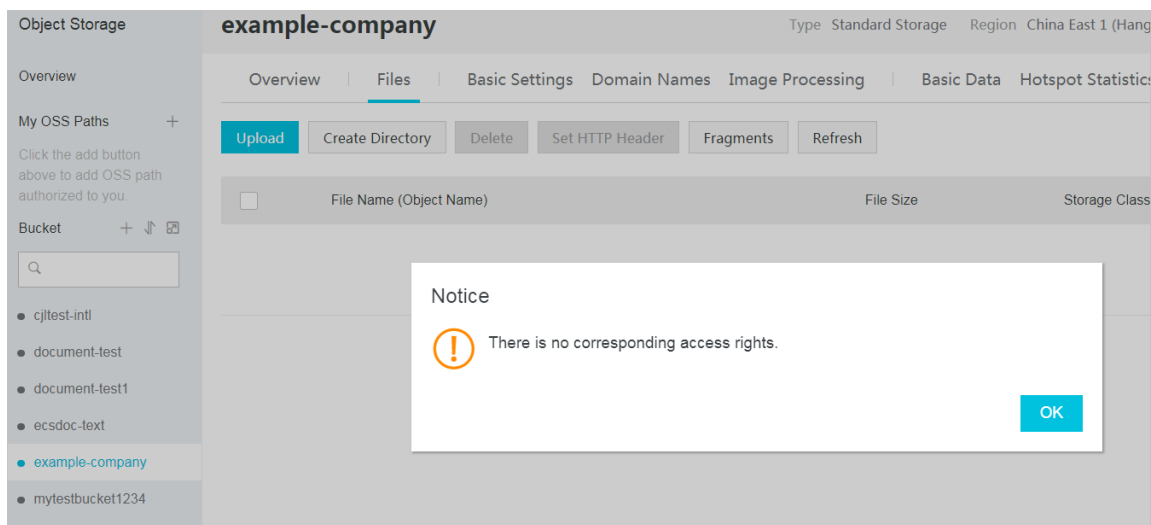 Object Storage
example-company
Type Standard Storage Region China East 1 (Hang
Overview
Overview Files Basic Settings Domain Names Image Processing Basic Data Hotspot Statistics
My OSS Paths
Click the add button
above to add OSS path
authorized to you.
Upload Create Directory Delete Set HTTP Header Fragments Refresh
File Name (Object Name) File Size Storage Class
Bucket
cjltest-intl
document-test
document-test1
ecsdoc-text
example-company
mytestbucket1234
Notice
There is no corresponding access rights.
OK